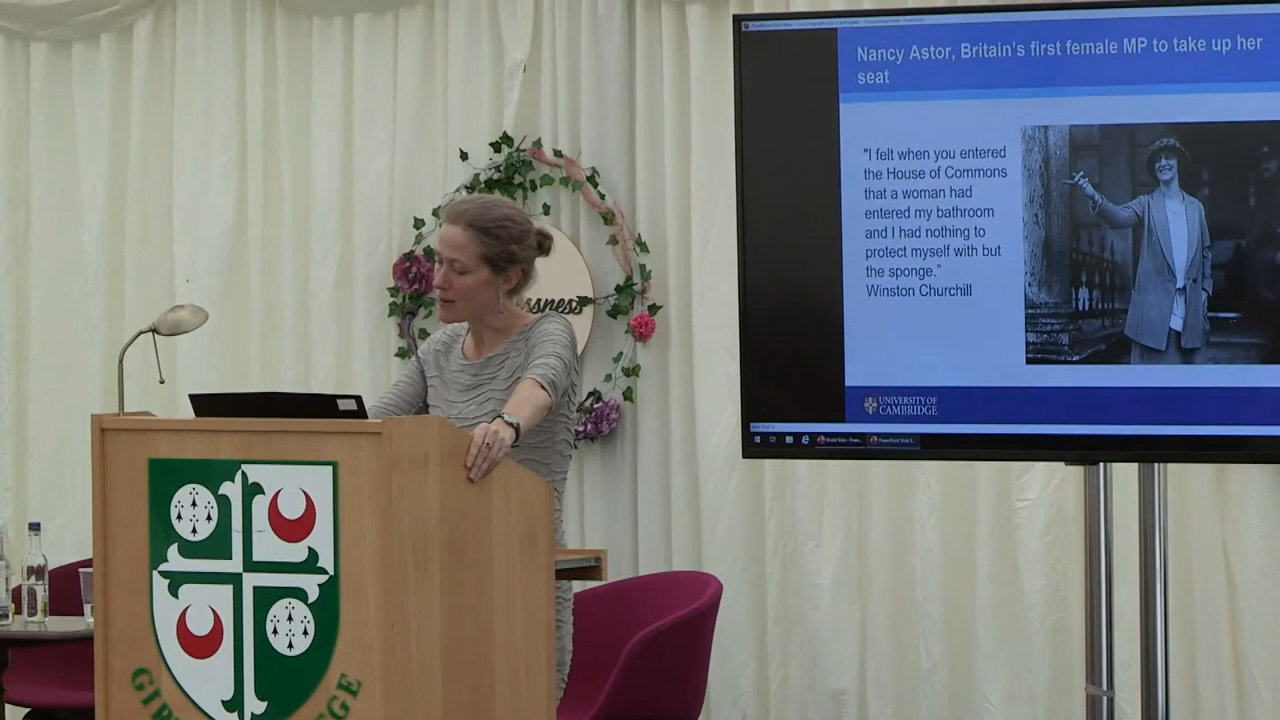 Nancy Astor, Britain's first female MP to take up her
seat
"I felt when you entered
the House of Commons
that a woman had
entered my bathroom
and I had nothing to
protect myself with but
the sponge."
Winston Churchill
UNIVERSITY OF
CAMBRIDGE